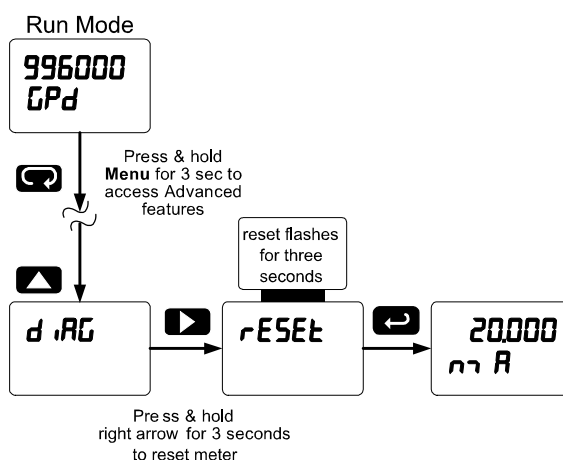 Run Mode
996000
GPd
Press & hold
Menu for 3 sec to
access Advanced
features
reset flashes
for three
seconds
diAG
rESEt
20.000
mA
Press & hold
right arrow for 3 seconds
to reset meter